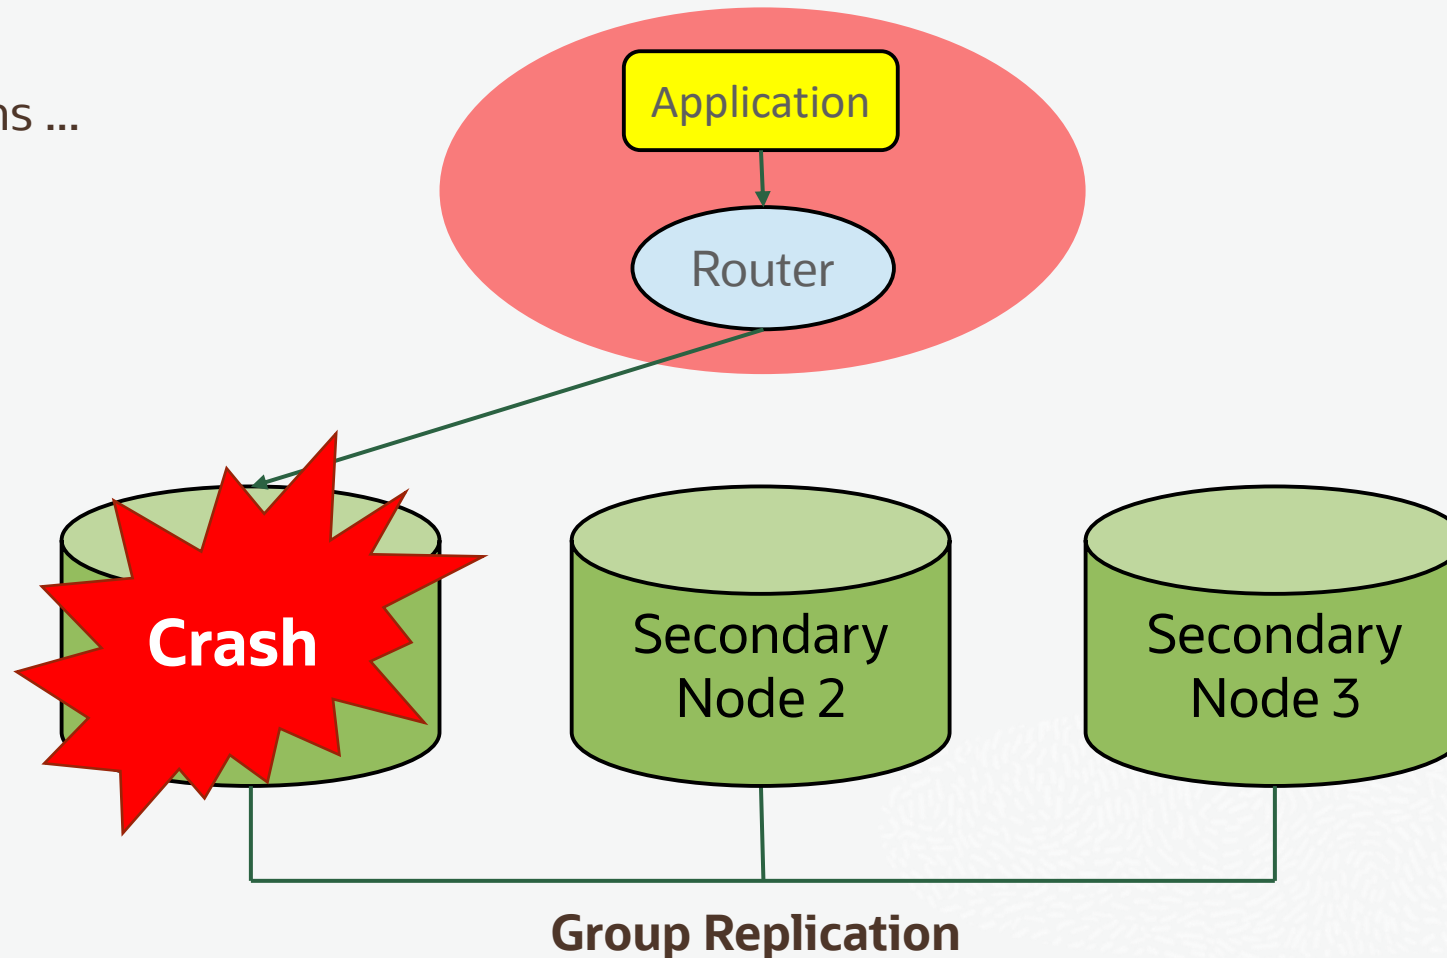 ns ...
Application
Router
Crash
Secondary
Node 2
Secondary
Node 3
Group Replication